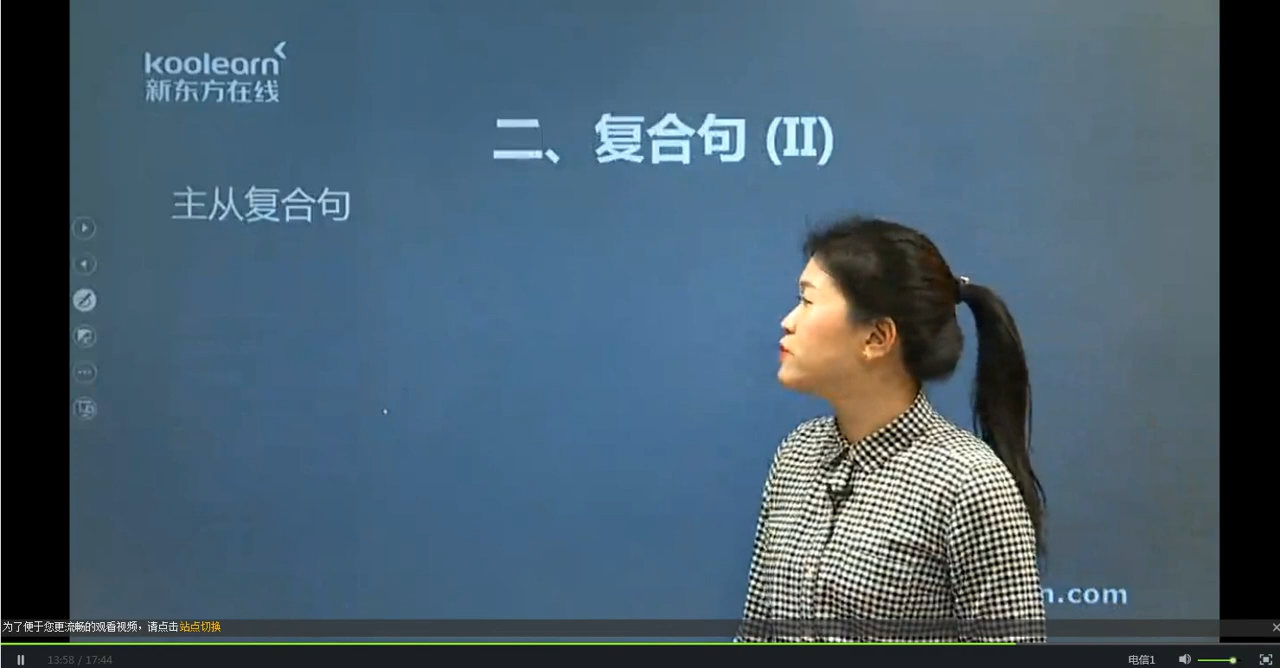 koolearn
新东方在线
二、复合句 (II)
主从复合句
n.com
为了便于您更流畅的观看视频，请点击站点切换
13:58 / 17:44
电信1